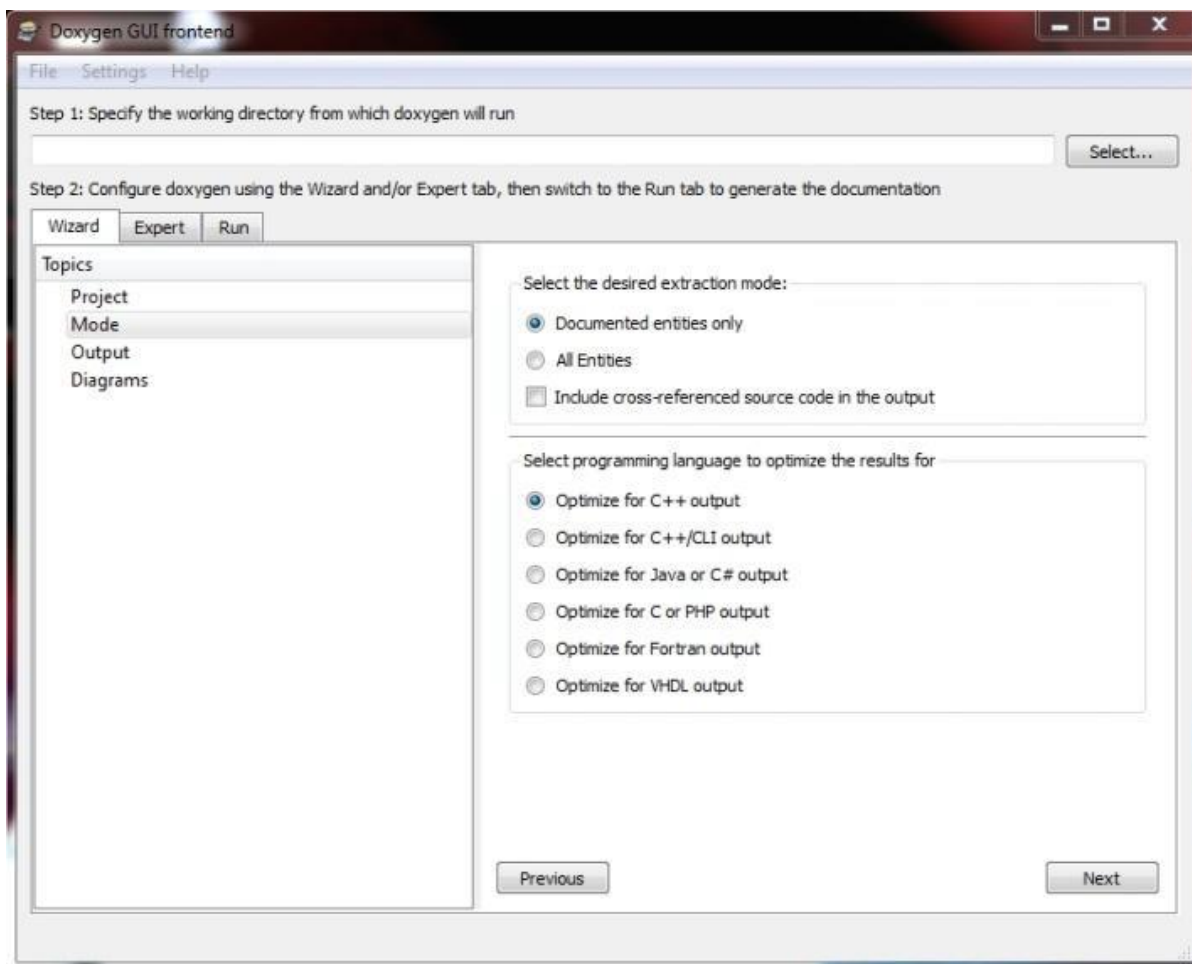 Doxygen GUI frontend
File Settings Help
Step 1: Specify the working directory from which doxygen will run
Select...
Step 2: Configure doxygen using the Wizard and/or Expert tab, then switch to the Run tab to generate the documentation
Wizard Expert Run
Topics
Project
Mode
Output
Diagrams
Select the desired extraction mode:
Documented entities only
All Entities
Include cross-referenced source code in the output
Select programming language to optimize the results for
Optimize for C++ output
Optimize for C++/CLI output
Optimize for Java or C# output
Optimize for C or PHP output
Optimize for Fortran output
Optimize for VHDL output
Previous Next